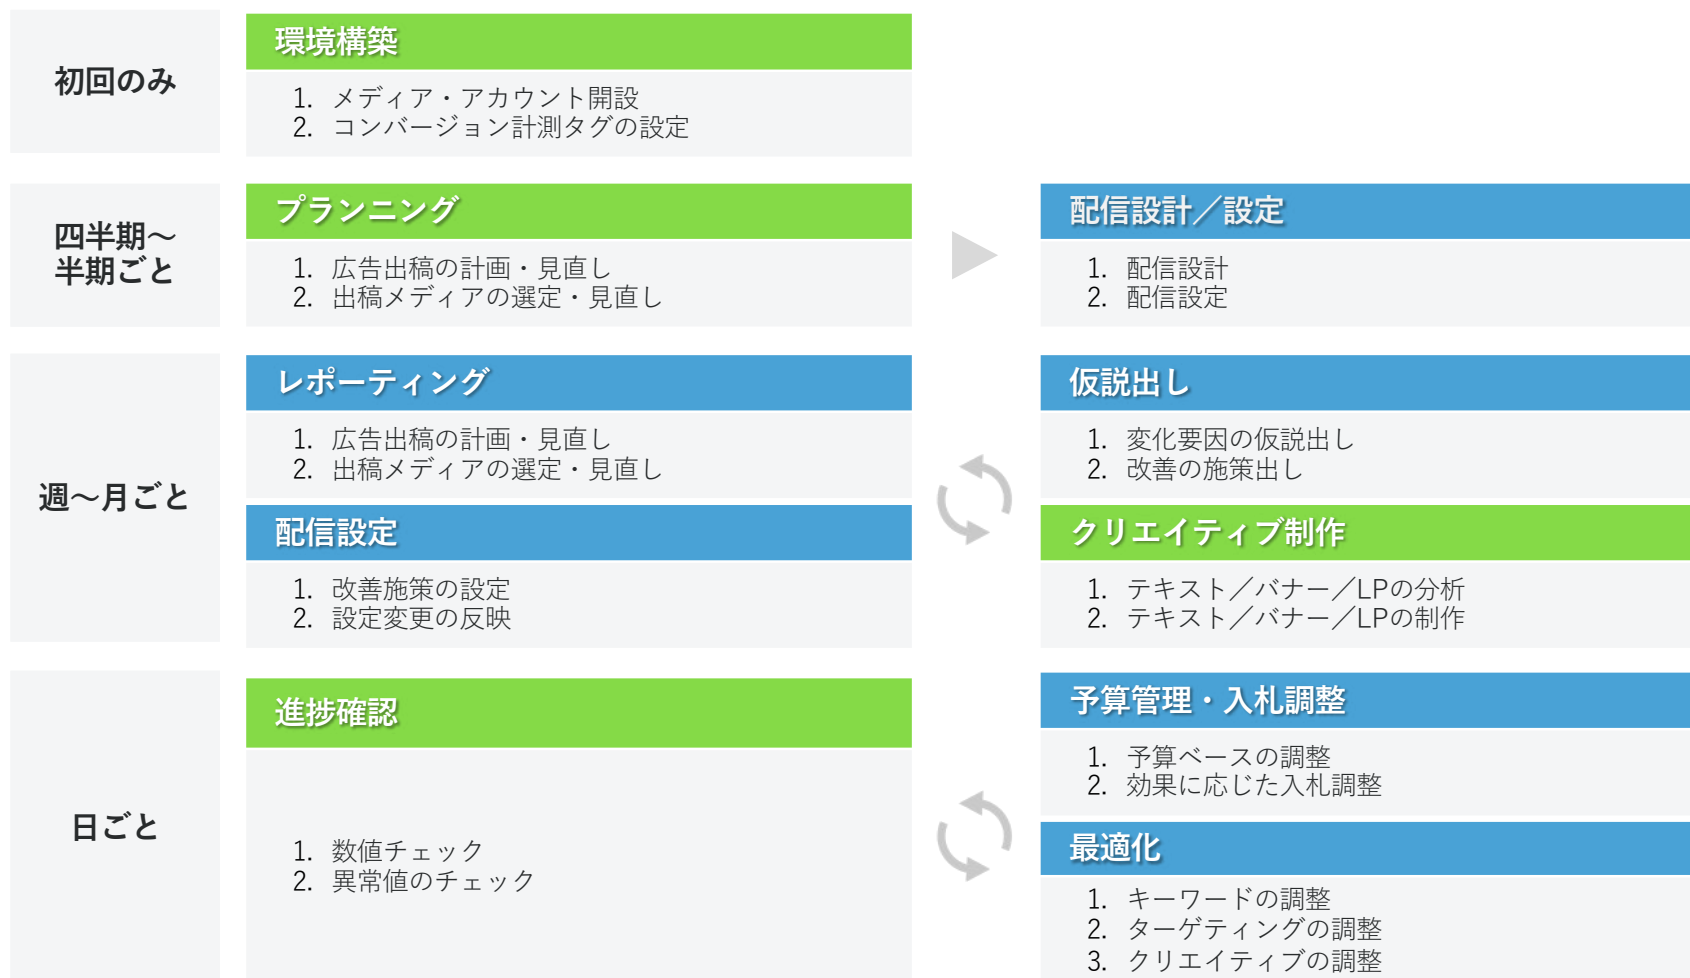 初回のみ
環境構築
1. メディア・アカウント開設
2. コンバージョン計測タグの設定
四半期〜
半期ごと
プランニング
1. 広告出稿の計画・見直し
2. 出稿メディアの選定・見直し
配信設計／設定
1. 配信設計
2. 配信設定
週〜月ごと
レポーティング
1. 広告出稿の計画・見直し
2. 出稿メディアの選定・見直し
仮説出し
1. 変化要因の仮説出し
2. 改善の施策出し
配信設定
1. 改善施策の設定
2. 設定変更の反映
クリエイティブ制作
1. テキスト／バナー／LPの分析
2. テキスト／バナー／LPの制作
日ごと
進捗確認
1. 数値チェック
2. 異常値のチェック
予算管理・入札調整
1. 予算ベースの調整
2. 効果に応じた入札調整
最適化
1. キーワードの調整
2. ターゲティングの調整
3. クリエイティブの調整